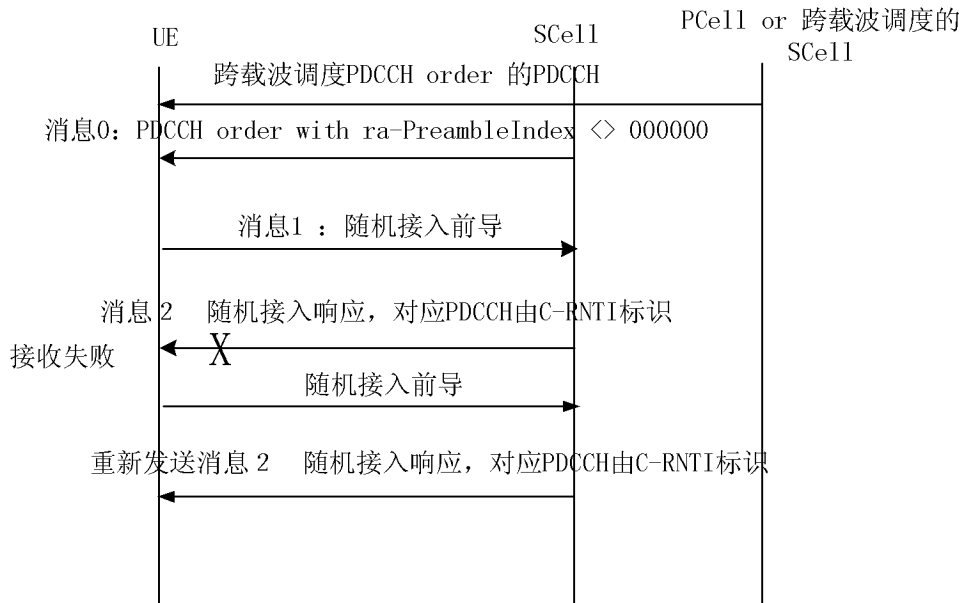 UE
SCell
PCell or 跨载波调度的
SCell
跨载波调度PDCCH order 的PDCCH
消息0: PDCCH order with ra-PreambleIndex <> 000000
消息1 : 随机接入前导
消息 2 随机接入响应, 对应PDCCH由C-RNTI标识
接收失败
X
随机接入前导
重新发送消息 2 随机接入响应, 对应PDCCH由C-RNTI标识